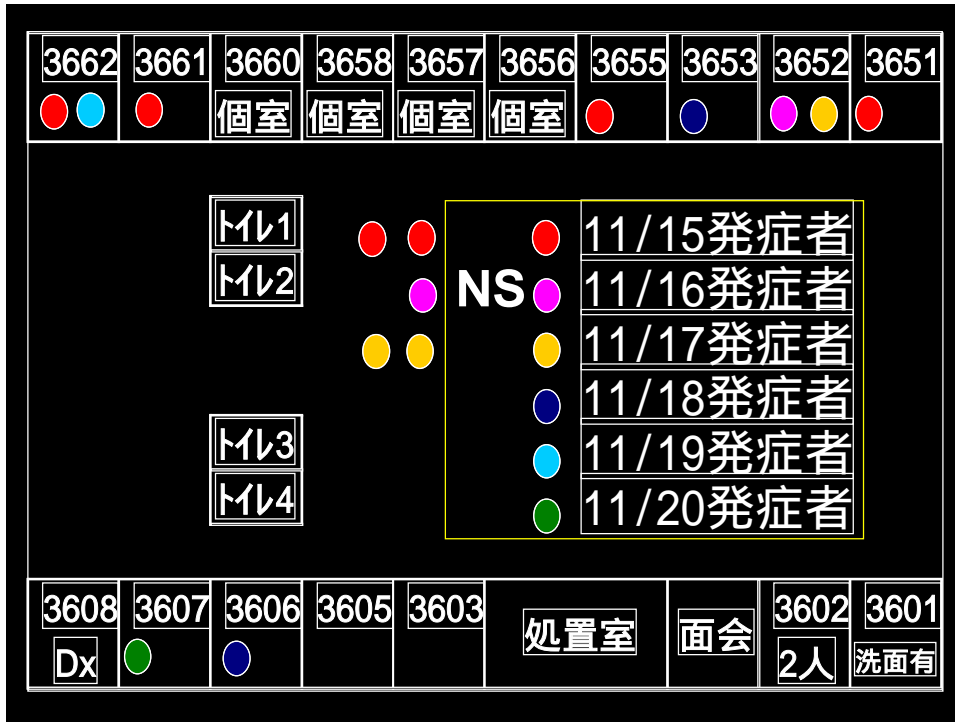 3662 3661 3660 3658 3657 3656 3655 3653 3652 3651
個室 個室 個室 個室
トイレ1
トイレ2
NS
11/15発症者
11/16発症者
11/17発症者
11/18発症者
11/19発症者
11/20発症者
トイレ3
トイレ4
3608 3607 3606 3605 3603 処置室 面会 3602 3601
Dx 2人 洗面有